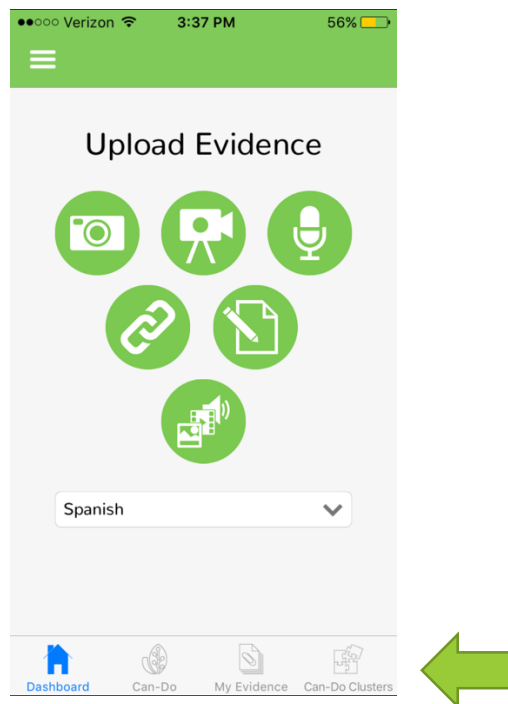 Verizon 3:37 PM 56%
Upload Evidence
Spanish
Dashboard Can-Do My Evidence Can-Do Clusters